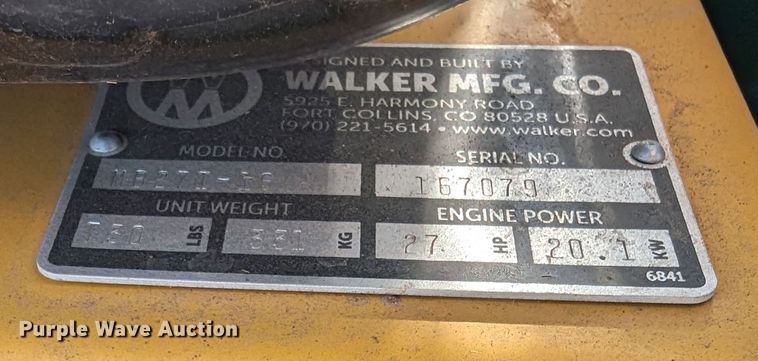 SIGNED AND BUILT BY
WALKER MFG. CO.
5925 E. HARMONY ROAD
FORT COLLINS, CO 80528 U.S.A.
(970) 221-5614 • www.walker.com
MODEL NO.
SERIAL NO.
167079
UNIT WEIGHT
ENGINE POWER
730 LBS
331 KG
27 HP
20.1 KW
6841
Purple Wave Auction